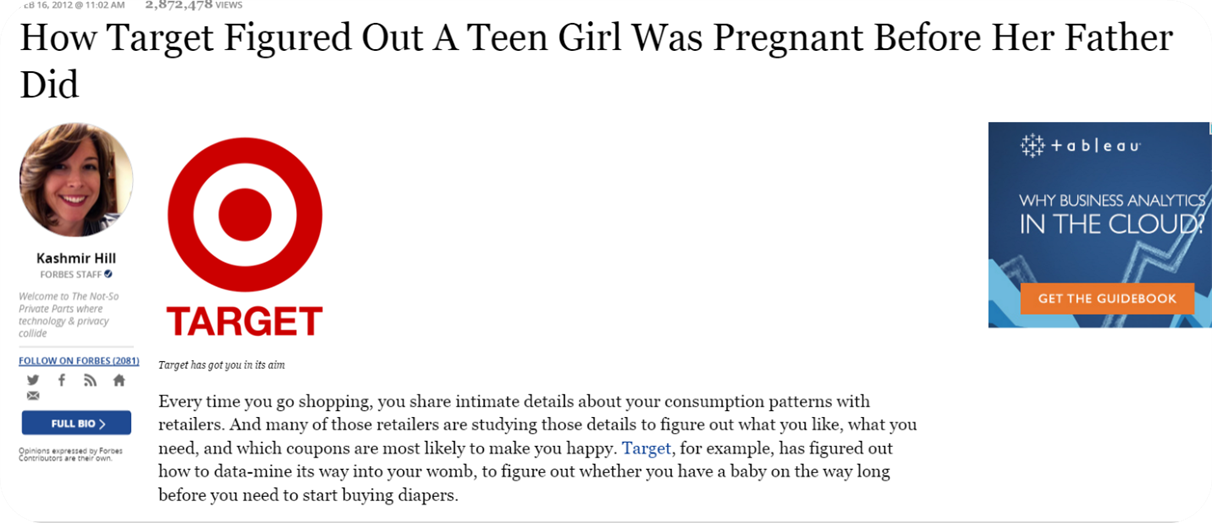 FEB 16, 2012 @ 11:02 AM 2,872,478 VIEWS
How Target Figured Out A Teen Girl Was Pregnant Before Her Father
Did
Kashmir Hill
FORBES STAFF
Welcome to The Not-So
Private Parts where
technology & privacy
collide
FOLLOW ON FORBES (2081)
FULL BIO
Opinions expressed by Forbes
Contributors are their own.
TARGET
Target has got you in its aim
Every time you go shopping, you share intimate details about your consumption patterns with
retailers. And many of those retailers are studying those details to figure out what you like, what you
need, and which coupons are most likely to make you happy. Target, for example, has figured out
how to data-mine its way into your womb, to figure out whether you have a baby on the way long
before you need to start buying diapers.
+ableau
WHY BUSINESS ANALYTICS
IN THE CLOUD?
GET THE GUIDEBOOK